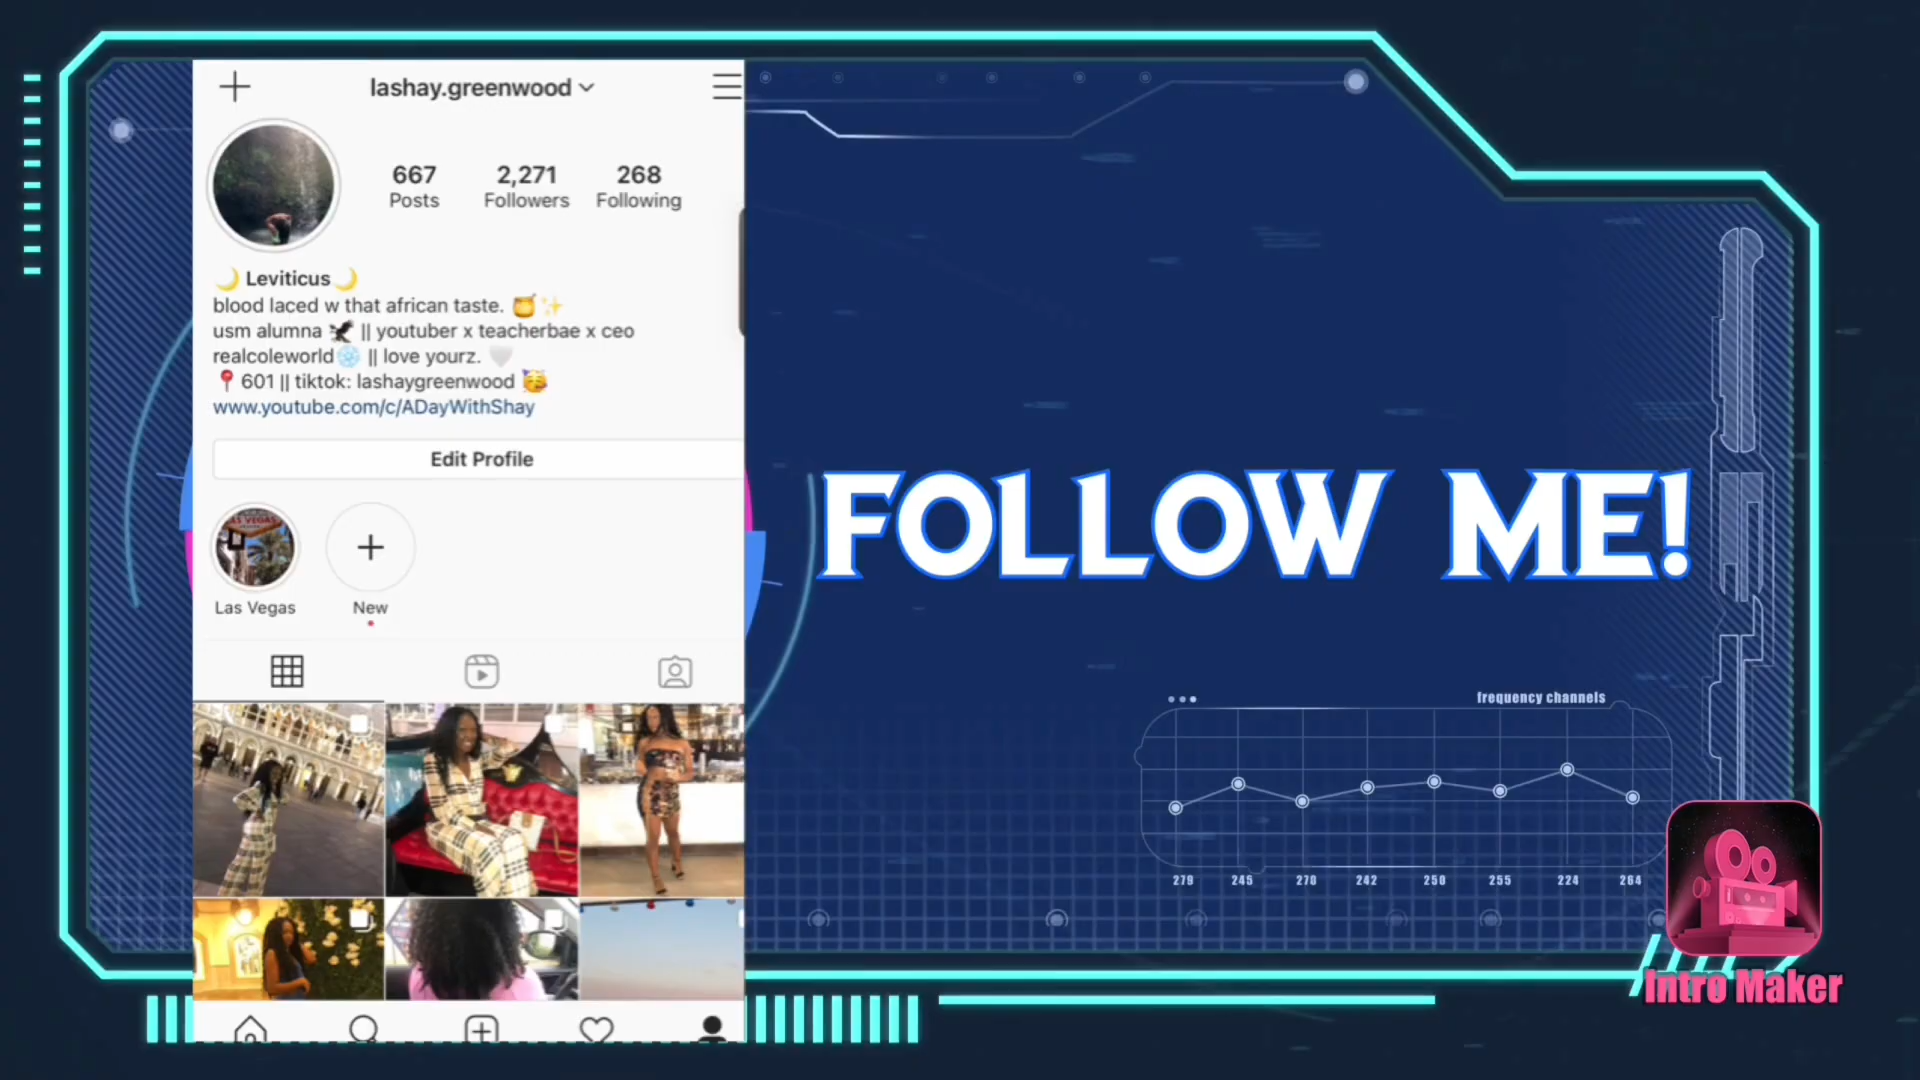 lashay.greenwood
667 2,271 268
Posts Followers Following
🌙 Leviticus🌙
blood laced w that african taste. 🍯✨
usm alumna 🦅 || youtuber x teacherbae x ceo
realcoleworld❄️ || love yourz. 🤍
📍 601 || tiktok: lashaygreenwood 🥳
www.youtube.com/c/ADayWithShay
Edit Profile
Las Vegas New
FOLLOW ME!
frequency channels
279 245 270 242 250 255 224 264
Intro Maker